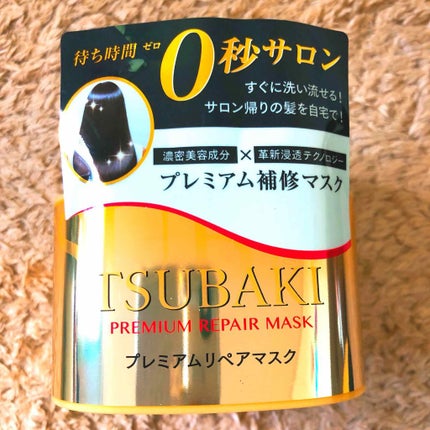 待ち時間 ゼロ 0秒サロン
すぐに洗い流せる!
サロン帰りの髪を自宅で!
濃密美容成分 × 革新浸透テクノロジー
プレミアム補修マスク
TSUBAKI
PREMIUM REPAIR MASK
プレミアムリペアマスク